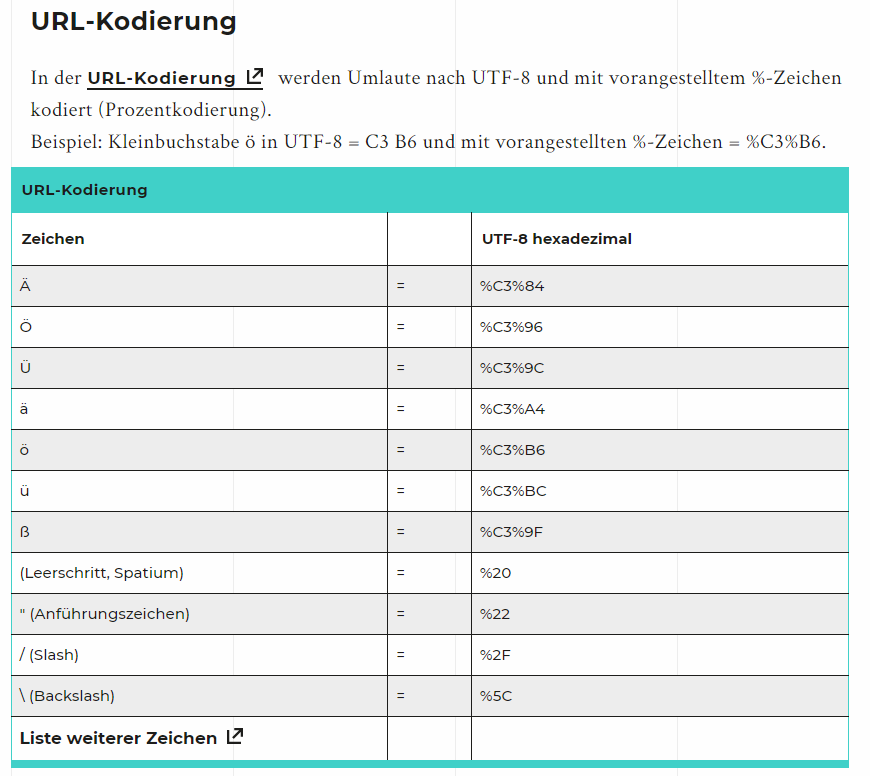 URL-Kodierung
In der URL-Kodierung werden Umlaute nach UTF-8 und mit vorangestelltem %-Zeichen
kodiert (Prozentkodierung).
Beispiel: Kleinbuchstabe ö in UTF-8 = C3 B6 und mit vorangestellten %-Zeichen = %C3%B6.
URL-Kodierung
Zeichen UTF-8 hexadezimal
Ä = %C3%84
Ö = %C3%96
Ü = %C3%9C
ä = %C3%A4
ö = %C3%B6
ü = %C3%BC
ß = %C3%9F
(Leerschritt, Spatium) = %20
" (Anführungszeichen) = %22
/ (Slash) = %2F
\ (Backslash) = %5C
Liste weiterer Zeichen